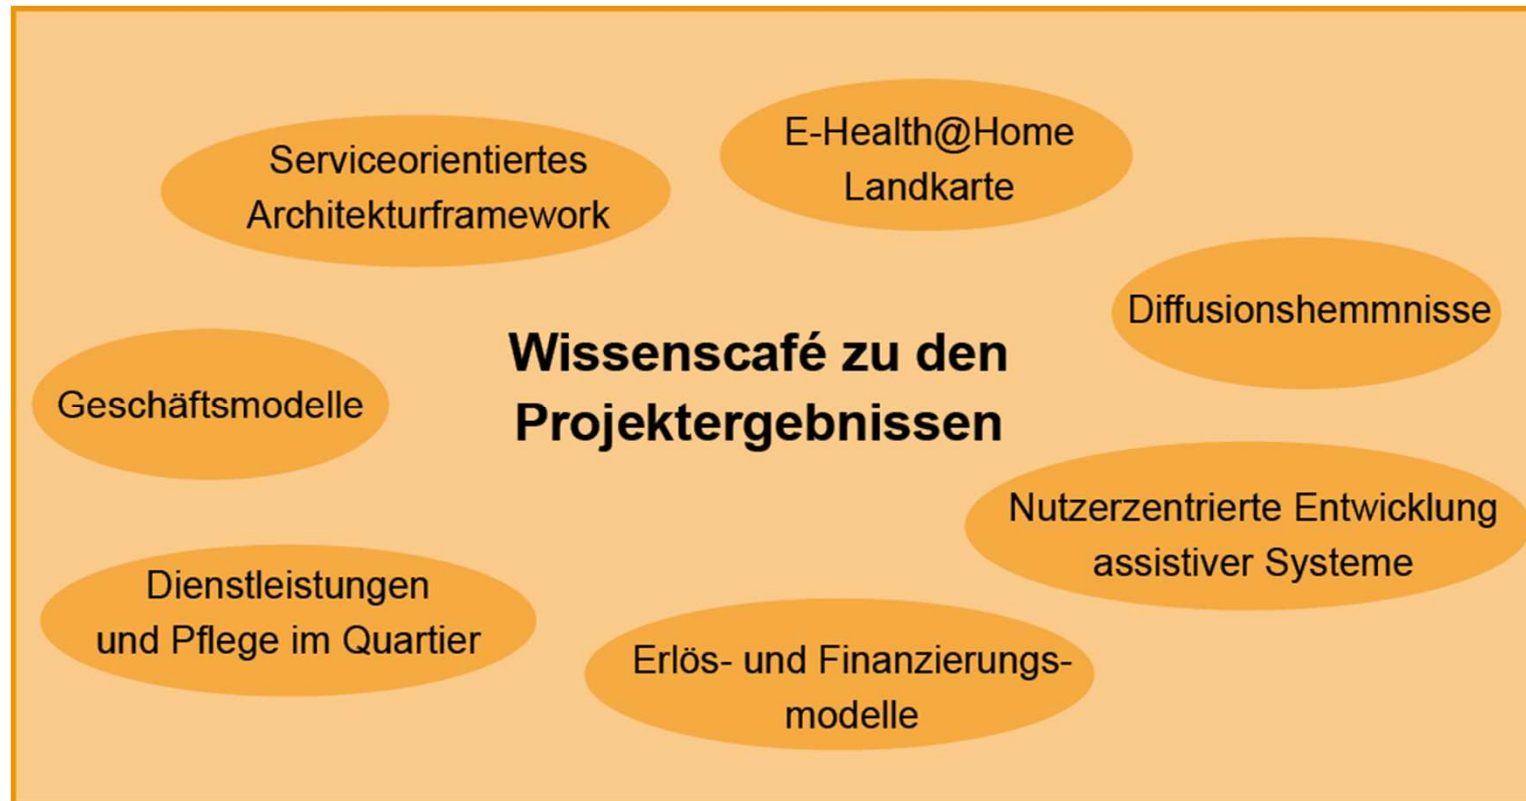 Serviceorientiertes
Architekturframework
E-Health@Home
Landkarte
Diffusionshemmnisse
Wissenscafé zu den
Projektergebnissen
Geschäftsmodelle
Nutzerzentrierte Entwicklung
assistiver Systeme
Dienstleistungen
und Pflege im Quartier
Erlös- und Finanzierungs-
modelle